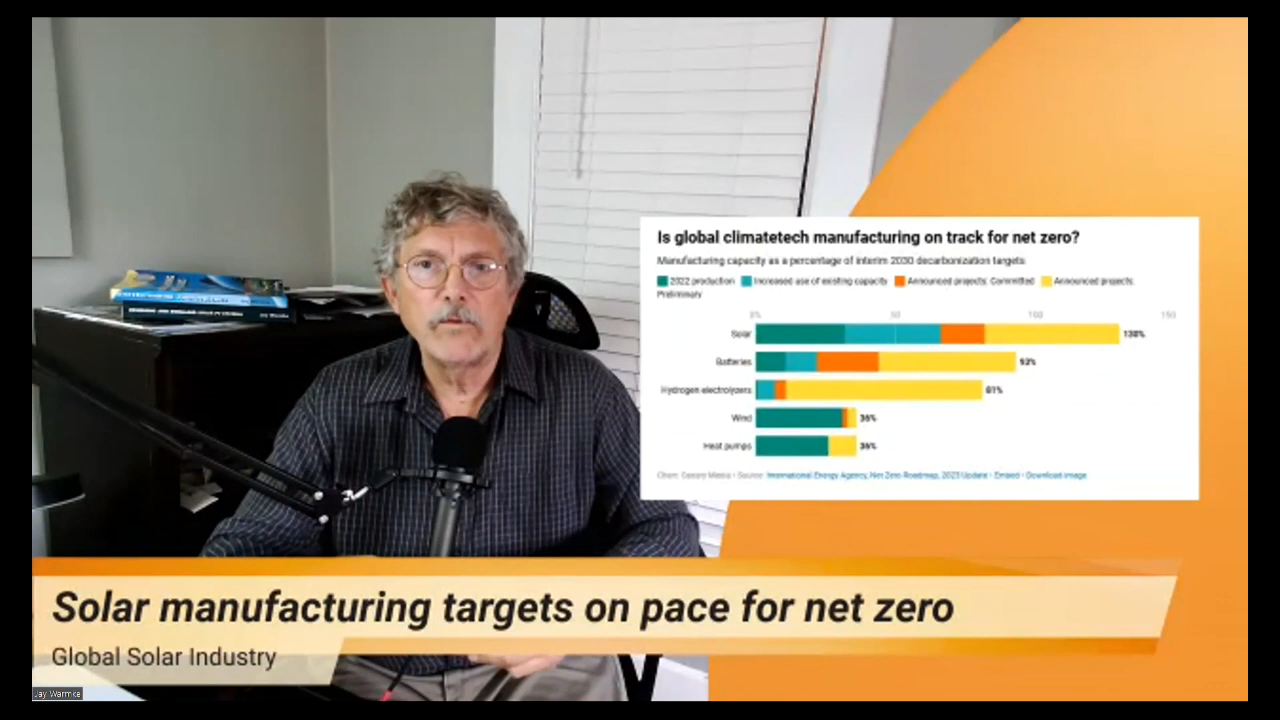 Is global climatetech manufacturing on track for net zero?
Manufacturing capacity as a percentage of interim 2030 decarbonization targets
2022 production Increased use of existing capacity Announced projects: Committed Announced projects:
Preliminary
0% 50 100 150
Solar 130%
Batteries 93%
Hydrogen electrolyzers 81%
Wind 36%
Heat pumps 36%
Chart: Canary Media • Source: International Energy Agency, Net Zero Roadmap, 2023 Update • Embed • Download image
Solar manufacturing targets on pace for net zero
Global Solar Industry
Jay Warmke